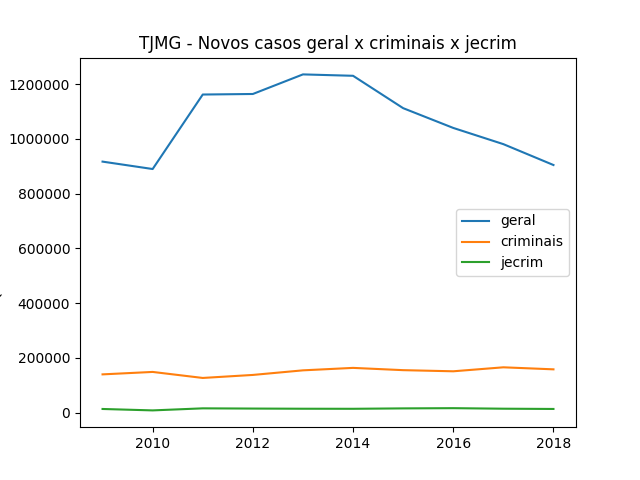 TJMG - Novos casos geral x criminais x jecrim
1200000
1000000
800000
600000
400000
200000
0
geral
criminais
jecrim
2010 2012 2014 2016 2018